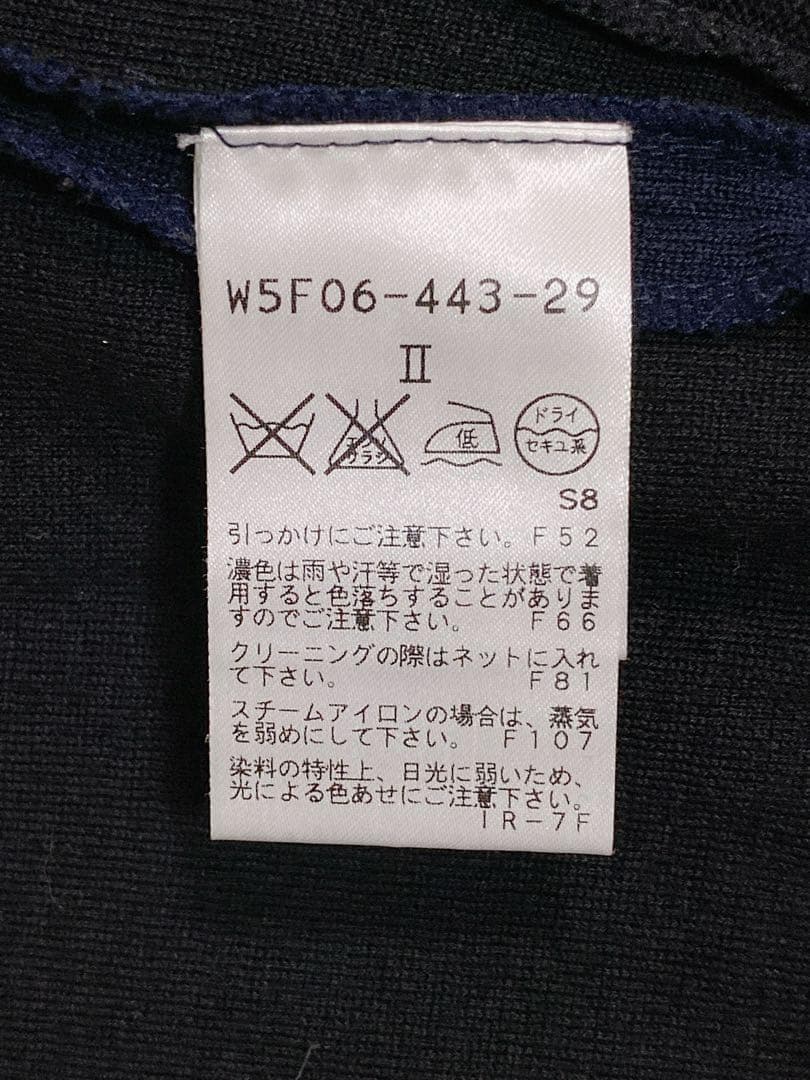 W5F06-443-29
II
エンソ
サラシ
低
ドライ
セキユ系
S8
引っかけにご注意下さい。F52
濃色は雨や汗等で湿った状態で着
用すると色落ちすることがありま
すのでご注意下さい。 F66
クリーニングの際はネットに入れ
て下さい。 F81
スチームアイロンの場合は、蒸気
を弱めにして下さい。 F107
染料の特性上、日光に弱いため、
光による色あせにご注意下さい。
IR-7F